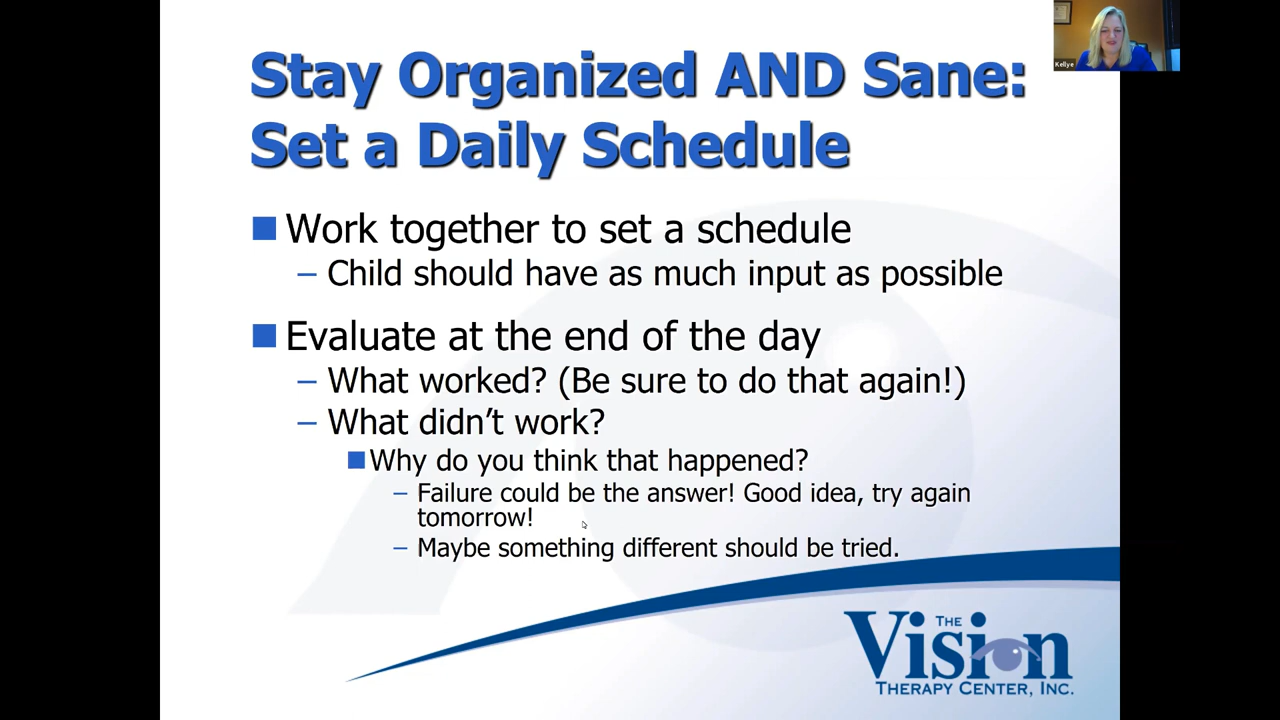 Stay Organized AND Sane:
Set a Daily Schedule
Kellye
Work together to set a schedule
– Child should have as much input as possible
Evaluate at the end of the day
– What worked? (Be sure to do that again!)
– What didn’t work?
Why do you think that happened?
– Failure could be the answer! Good idea, try again
tomorrow!
– Maybe something different should be tried.
THE
Vision
THERAPY CENTER, INC.